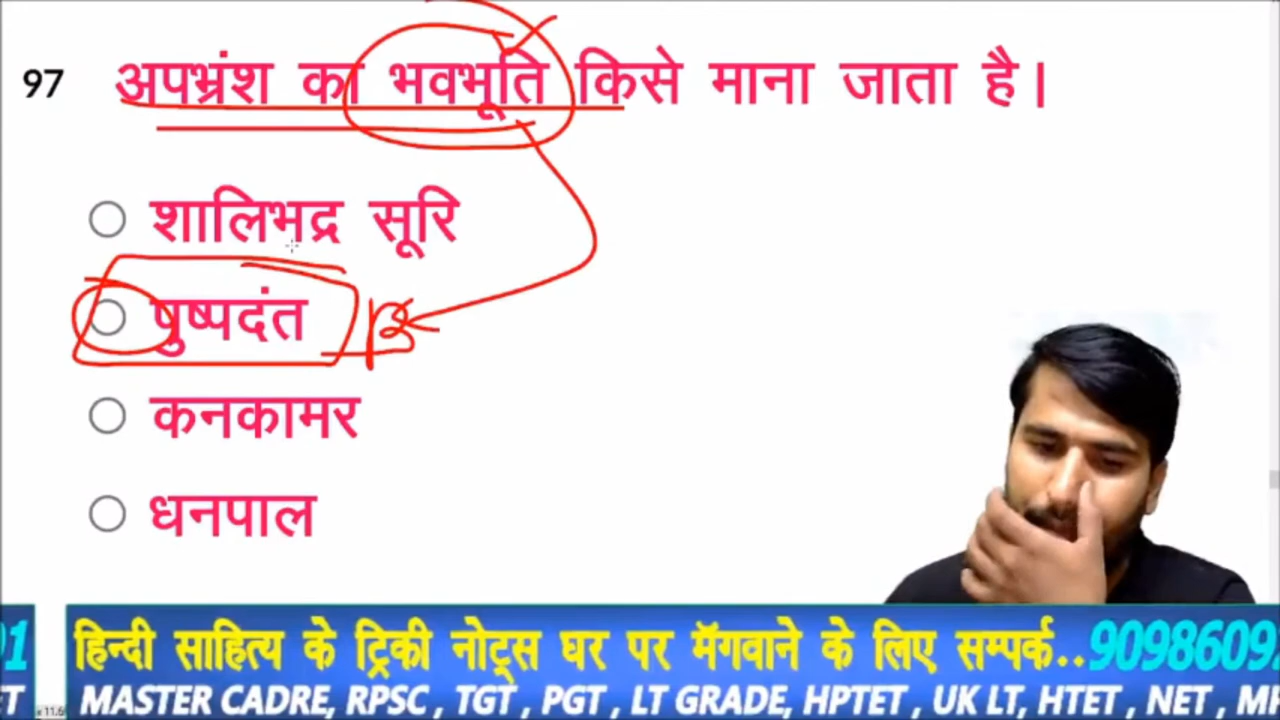 97 अपभ्रंश का भवभूति किसे माना जाता है।
शालिभद्र सूरि
पुष्पदंत
कनकामर
धनपाल
हिन्दी साहित्य के ट्रिकी नोट्स घर पर मॅगवाने के लिए सम्पर्क..9098609
MASTER CADRE, RPSC , TGT , PGT , LT GRADE, HPTET , UK LT, HTET , NET ,